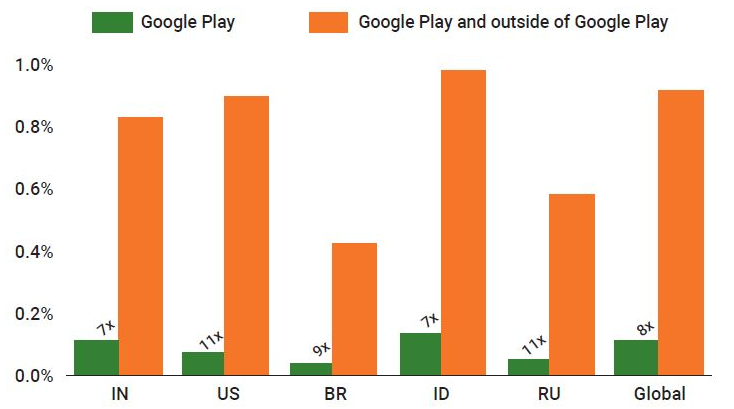 Google Play
Google Play and outside of Google Play
1.0%
0.8%
0.6%
0.4%
0.2%
0.0%
7x
11x
9x
7x
11x
8x
IN
US
BR
ID
RU
Global